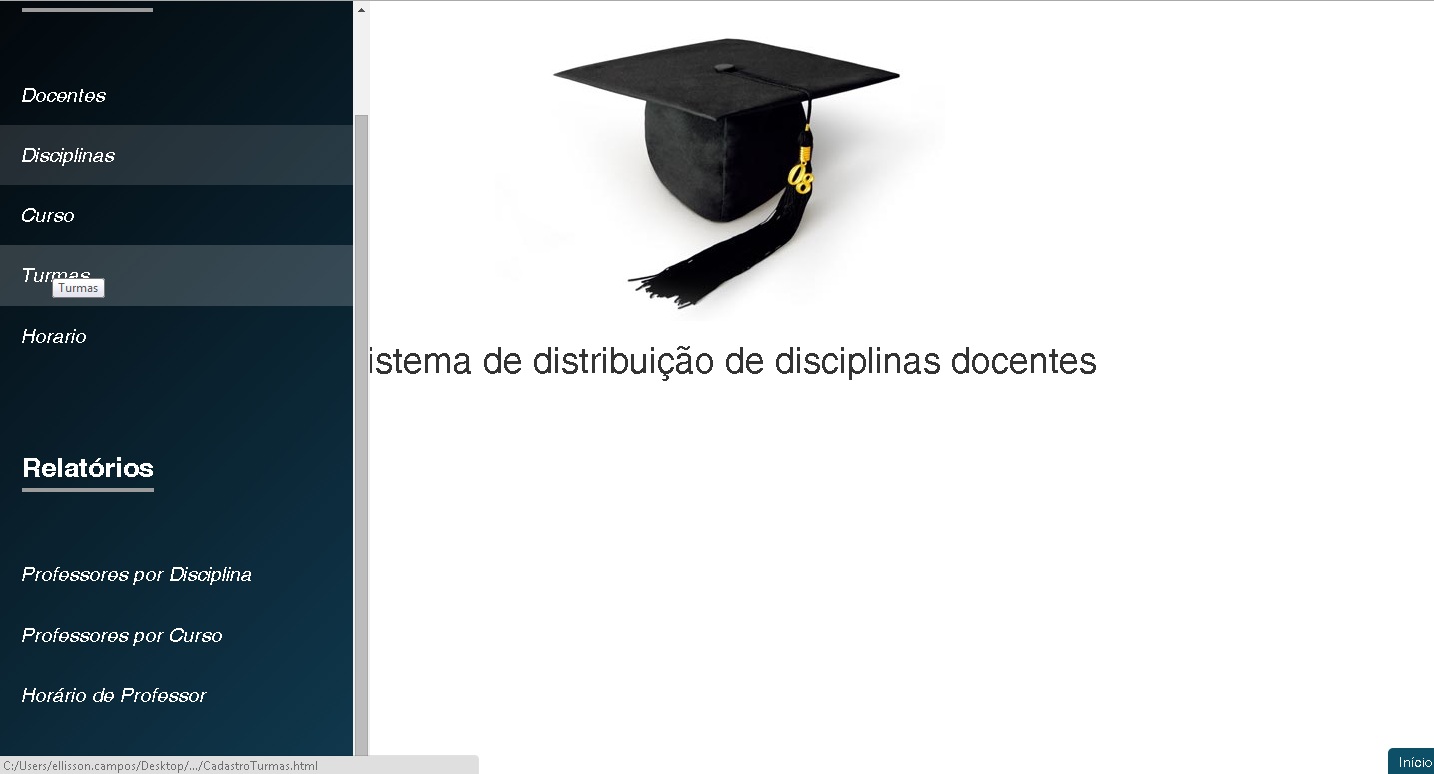 Docentes
Disciplinas
Curso
Turmas
Turmas
Horario
Relatórios
Professores por Disciplina
Professores por Curso
Horário de Professor
C:/Users/ellisson.campos/Desktop/.../CadastroTurmas.html
08
istema de distribuição de disciplinas docentes
Início